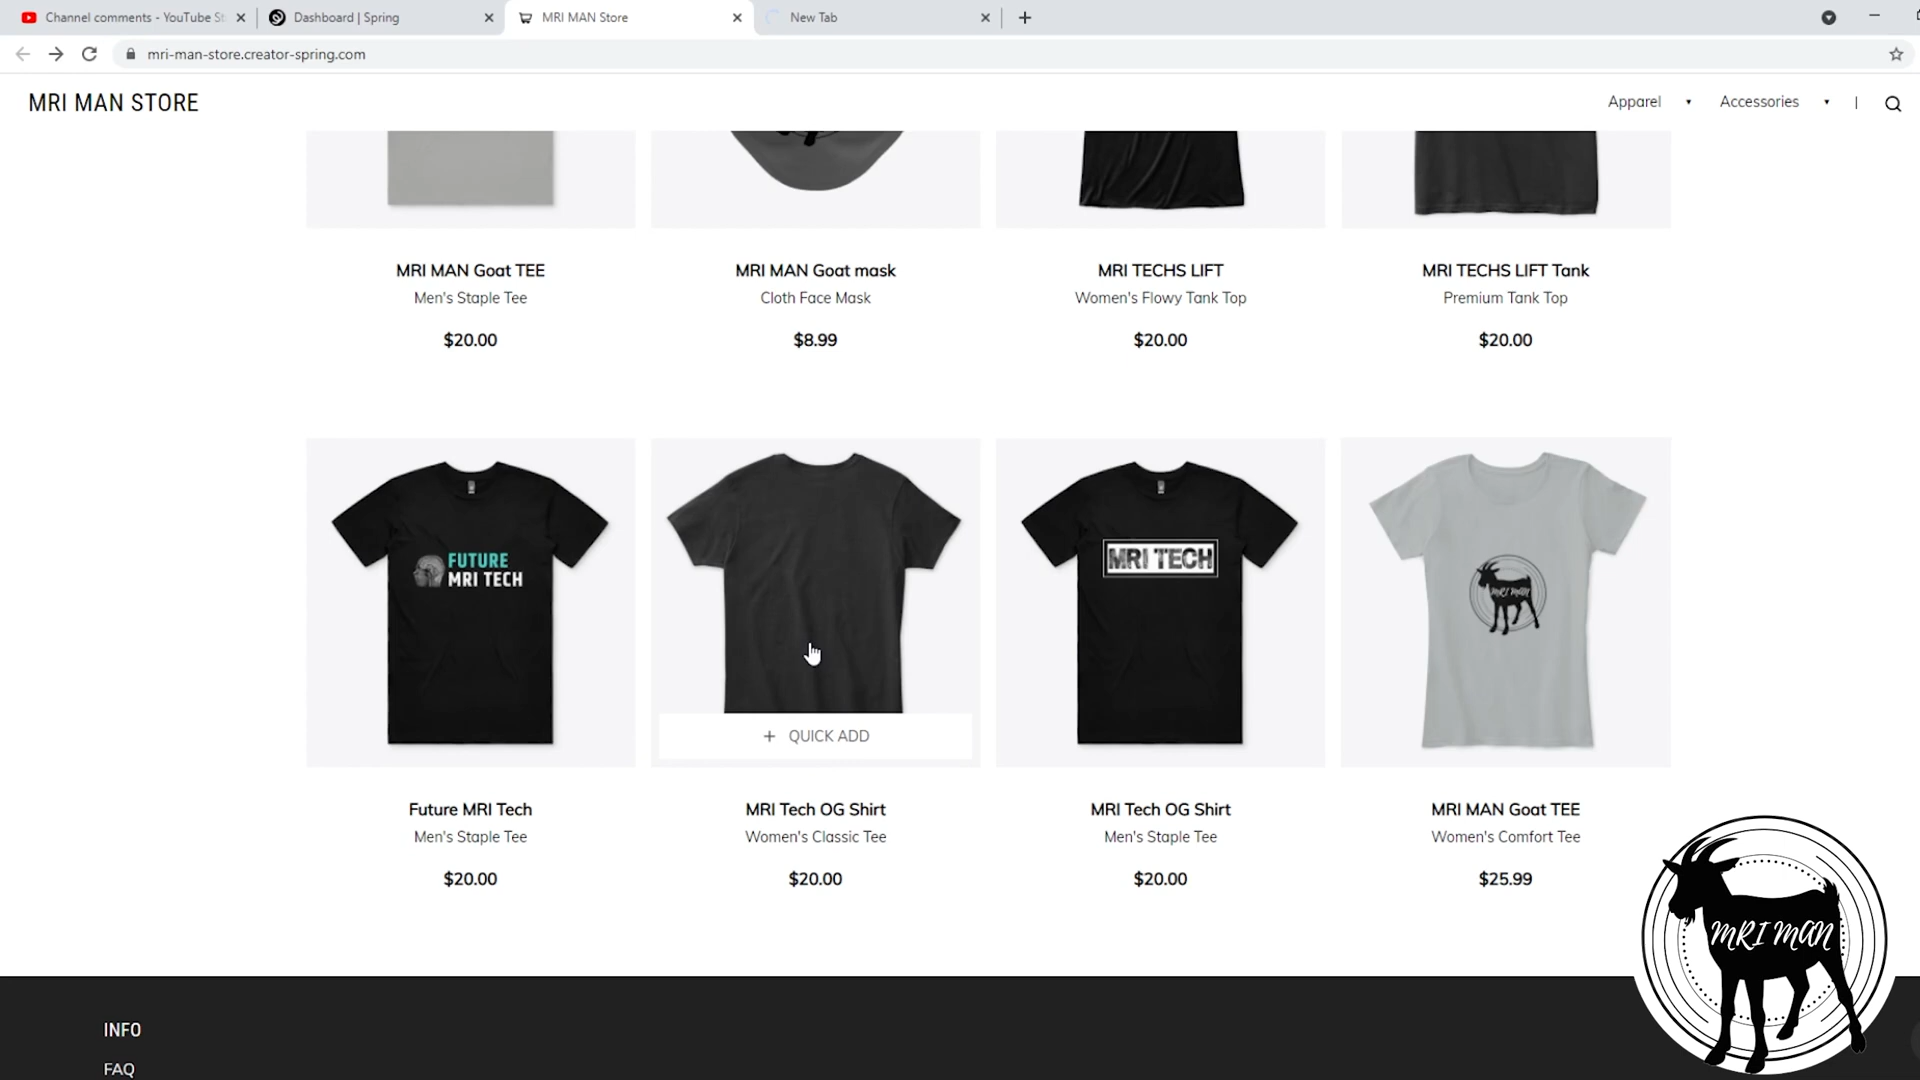 Channel comments - YouTube St
Dashboard | Spring
MRI MAN Store
New Tab
mri-man-store.creator-spring.com
MRI MAN STORE
Apparel
Accessories
MRI MAN Goat TEE
Men's Staple Tee
$20.00
MRI MAN Goat mask
Cloth Face Mask
$8.99
MRI TECHS LIFT
Women's Flowy Tank Top
$20.00
MRI TECHS LIFT Tank
Premium Tank Top
$20.00
FUTURE
MRI TECH
+ QUICK ADD
MRI TECH
MRI MAN
Future MRI Tech
Men's Staple Tee
$20.00
MRI Tech OG Shirt
Women's Classic Tee
$20.00
MRI Tech OG Shirt
Men's Staple Tee
$20.00
MRI MAN Goat TEE
Women's Comfort Tee
$25.99
MRI MAN
INFO
FAQ